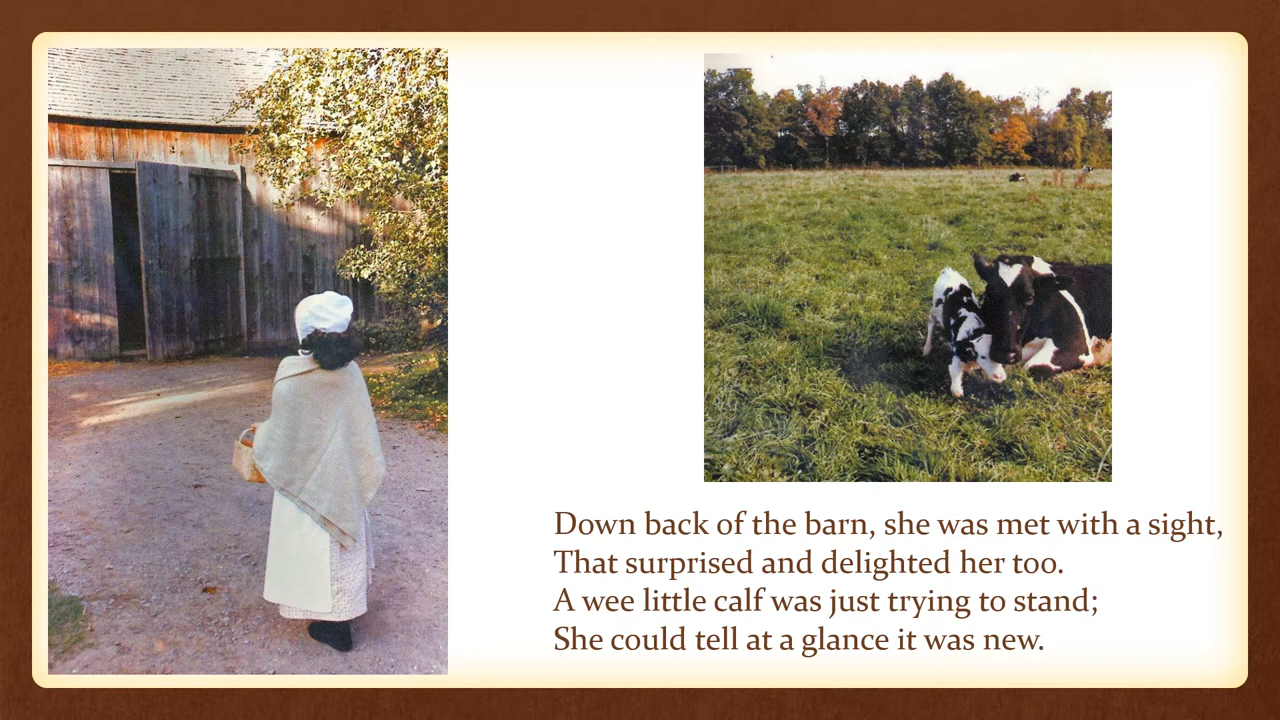 Down back of the barn, she was met with a sight,
That surprised and delighted her too.
A wee little calf was just trying to stand;
She could tell at a glance it was new.